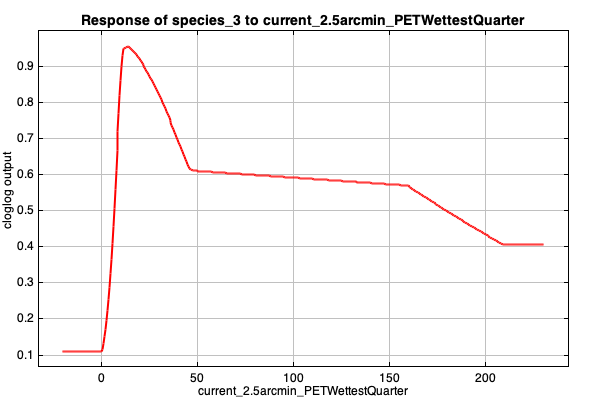 Response of species_3 to current_2.5arcmin_PETWettestQuarter
cloglog output
0.9
0.8
0.7
0.6
0.5
0.4
0.3
0.2
0.1
0 50 100 150 200
current_2.5arcmin_PETWettestQuarter